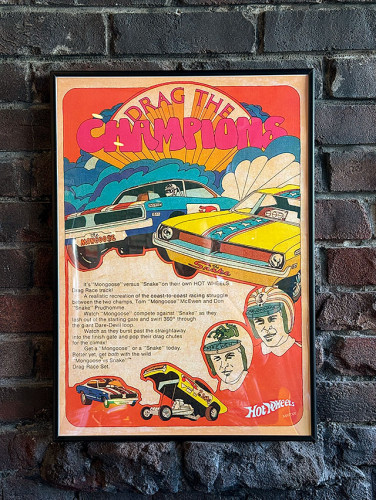 DRAG THE
CHAMPIONS
MONGOOSE
Snake
It's "Mongoose" versus "Snake" on their own HOT WHEELS
Drag Race track!
A realistic recreation of the coast-to-coast racing struggle
between the two champs, Tom "Mongoose" McEwen and Don
"Snake" Prudhomme.
Watch "Mongoose" compete against "Snake" as they
lash out of the starting gate and swirl 360° through
the giant Dare-Devil loop.
Watch as they burst past the straightaway
into the finish gate and pop their drag chutes
for the climax!
Get a "Mongoose" or a "Snake" today.
Better yet, get both with the wild
"Mongoose vs Snake"™
Drag Race Set.
HOT WHEELS